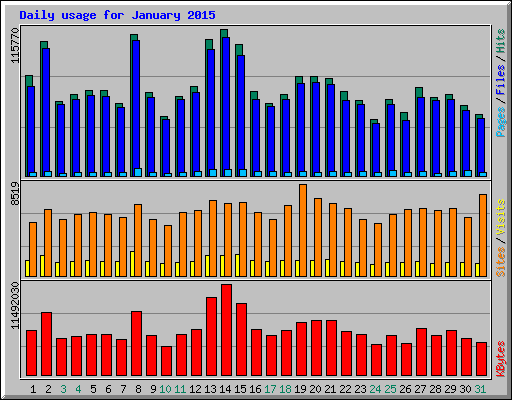 Daily usage for January 2015
115770
Pages / Files / Hits
8519
Sites / Visits
11492030
KBytes
1 2 3 4 5 6 7 8 9 10 11 12 13 14 15 16 17 18 19 20 21 22 23 24 25 26 27 28 29 30 31